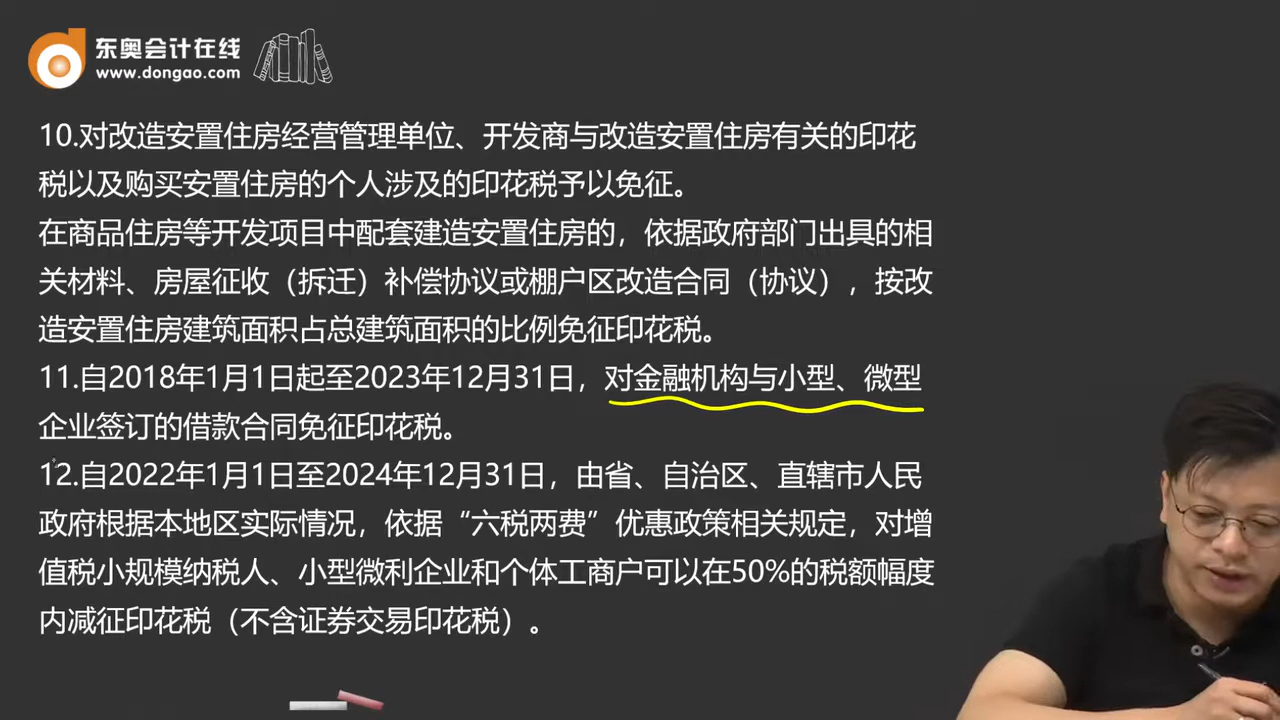 东奥会计在线
www.dongao.com
10.对改造安置住房经营管理单位、开发商与改造安置住房有关的印花
税以及购买安置住房的个人涉及的印花税予以免征。
在商品住房等开发项目中配套建造安置住房的，依据政府部门出具的相
关材料、房屋征收（拆迁）补偿协议或棚户区改造合同（协议），按改
造安置住房建筑面积占总建筑面积的比例免征印花税。
11.自2018年1月1日起至2023年12月31日，对金融机构与小型、微型
企业签订的借款合同免征印花税。
12.自2022年1月1日至2024年12月31日，由省、自治区、直辖市人民
政府根据本地区实际情况，依据“六税两费”优惠政策相关规定，对增
值税小规模纳税人、小型微利企业和个体工商户可以在50%的税额幅度
内减征印花税（不含证券交易印花税）。